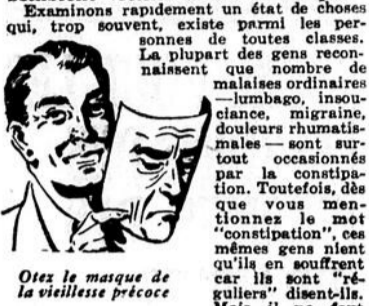 Examinons rapidement un état de choses
qui, trop souvent, existe parmi les per-
sonnes de toutes classes.
La plupart des gens recon-
naissent que nombre de
malaises ordinaires
—lumbago, insou-
ciance, migraine,
douleurs rhumatis-
males — sont sur-
tout occasionnés
par la constipa-
tion. Toutefois, dès
que vous men-
tionnez le mot
"constipation", ces
mêmes gens nient
qu'ils en souffrent
car ils sont "ré-
guliers" disent-ils.
Otez le masque de
la vieillesse précoce